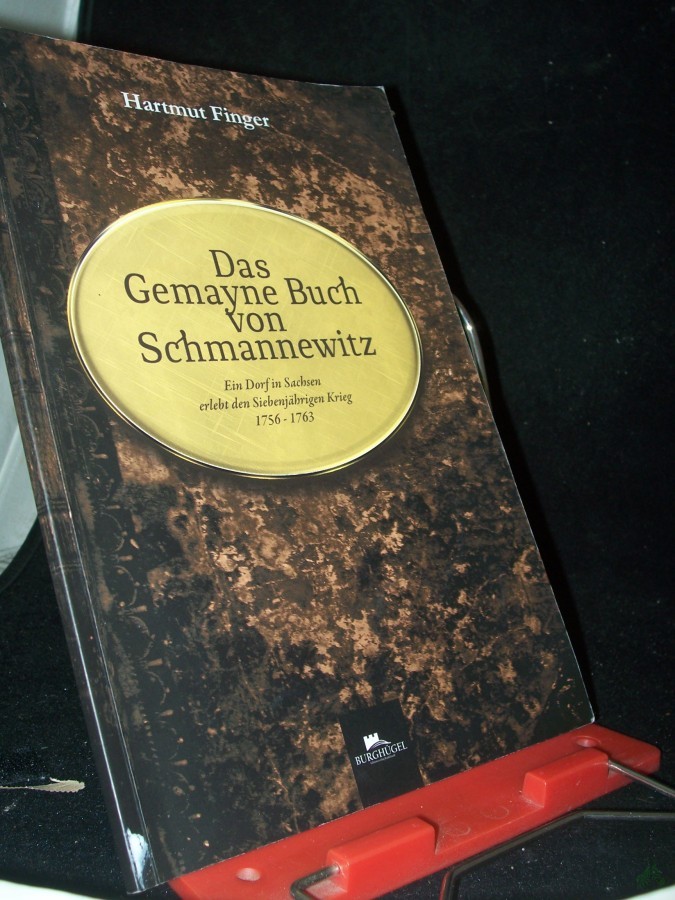 Hartmut Finger
Das
Gemayne Buch
von
Schmannewitz
Ein Dorf in Sachsen
erlebt den Siebenjährigen Krieg
1756 - 1763
BURGHÜGEL